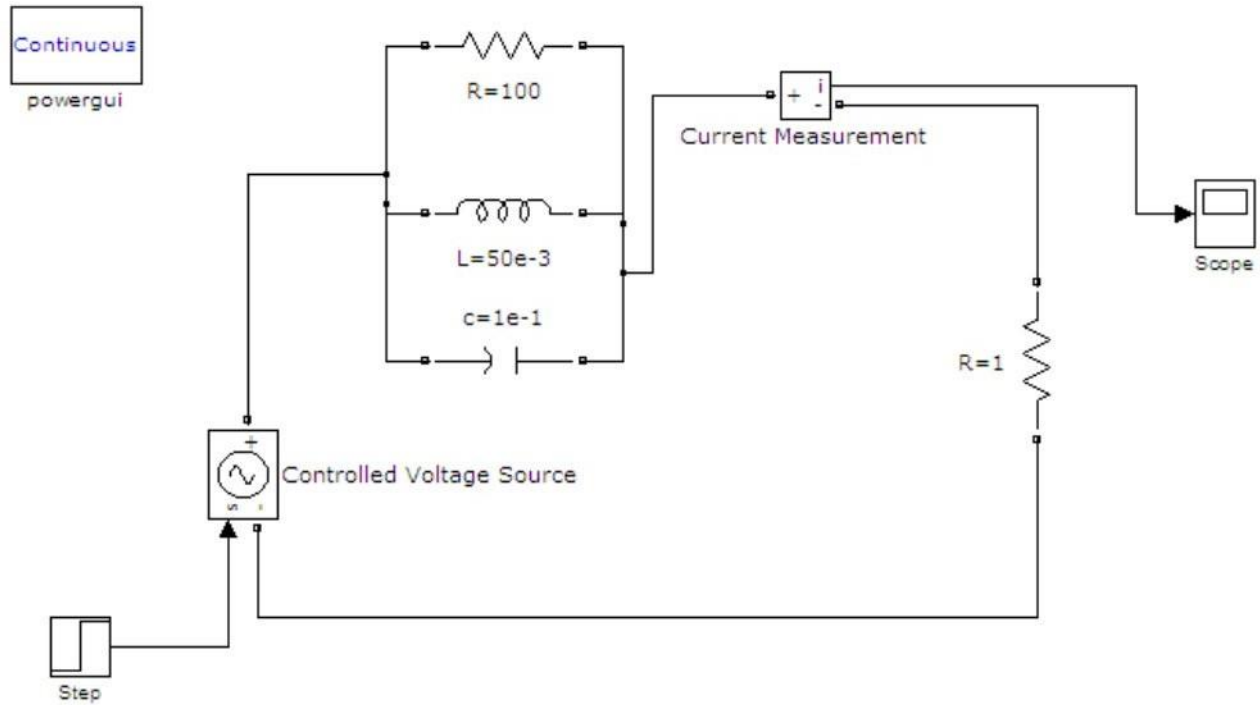 Continuous
powergui
R=100
L=50e-3
c=1e-1
+ i
-
Current Measurement
Scope
R=1
+
s -
Controlled Voltage Source
Step